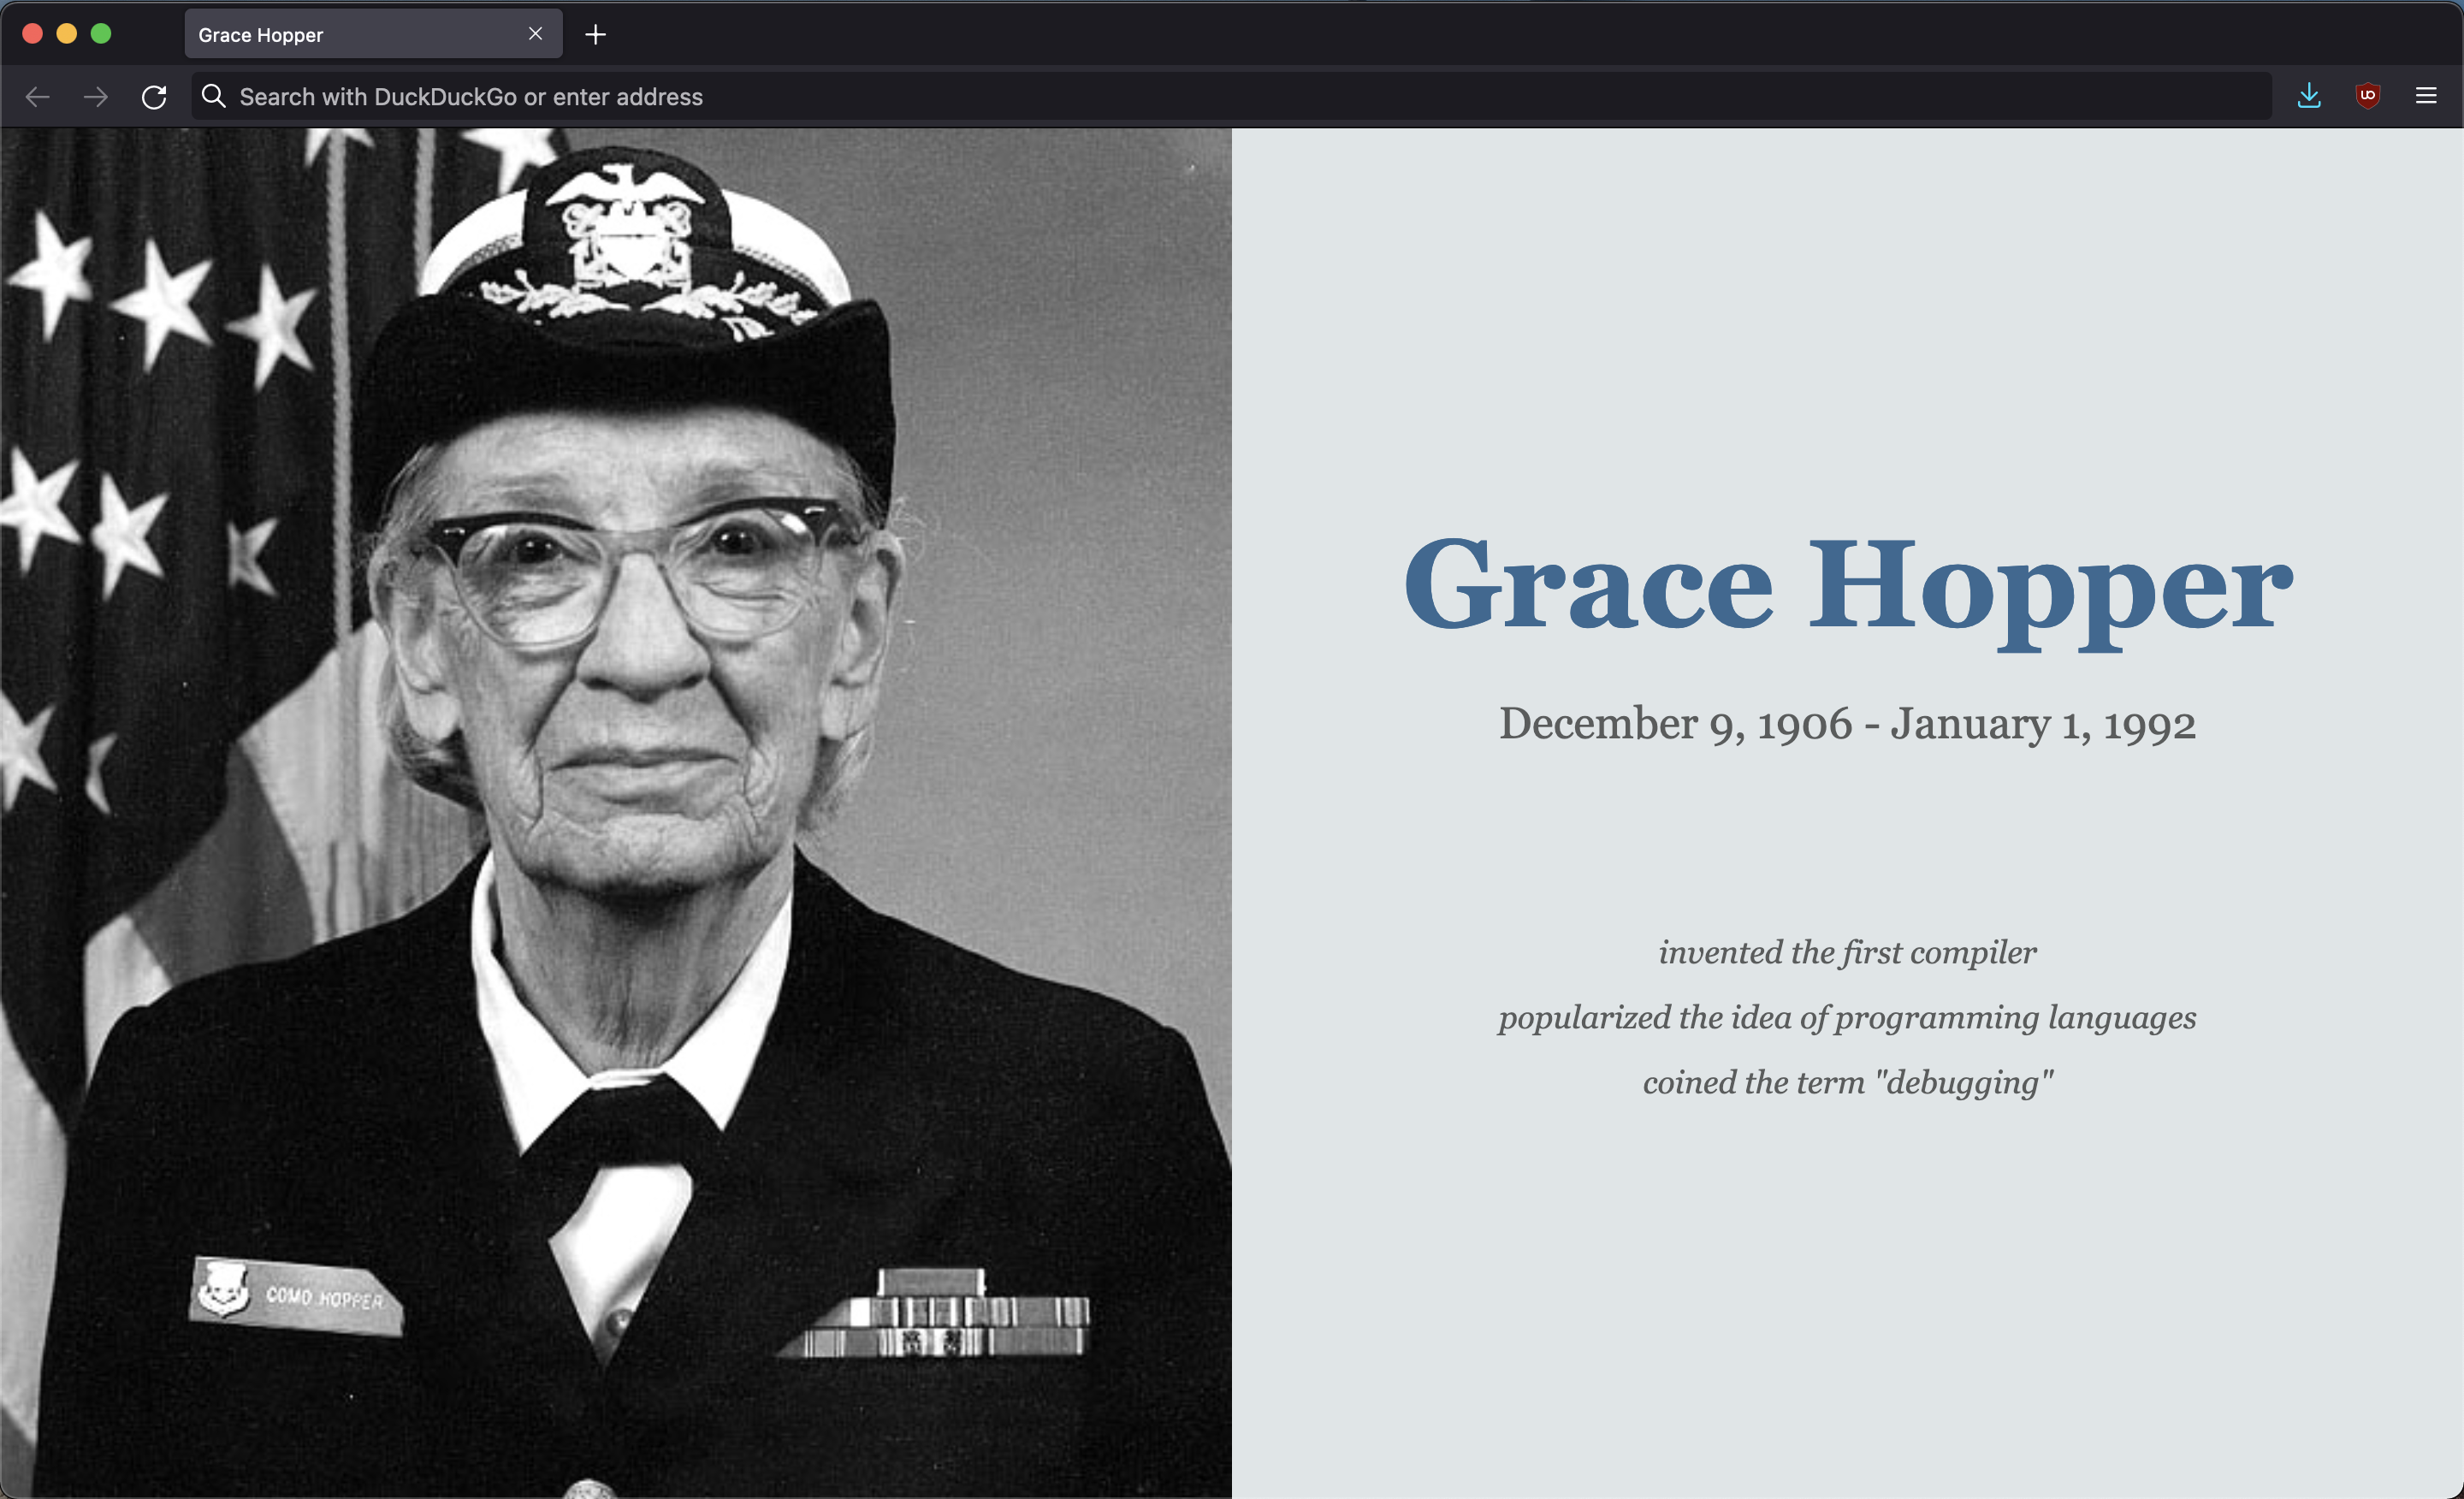 Grace Hopper
Search with DuckDuckGo or enter address
Grace Hopper
December 9, 1906 - January 1, 1992
invented the first compiler
popularized the idea of programming languages
coined the term "debugging"
COMO HOPPER